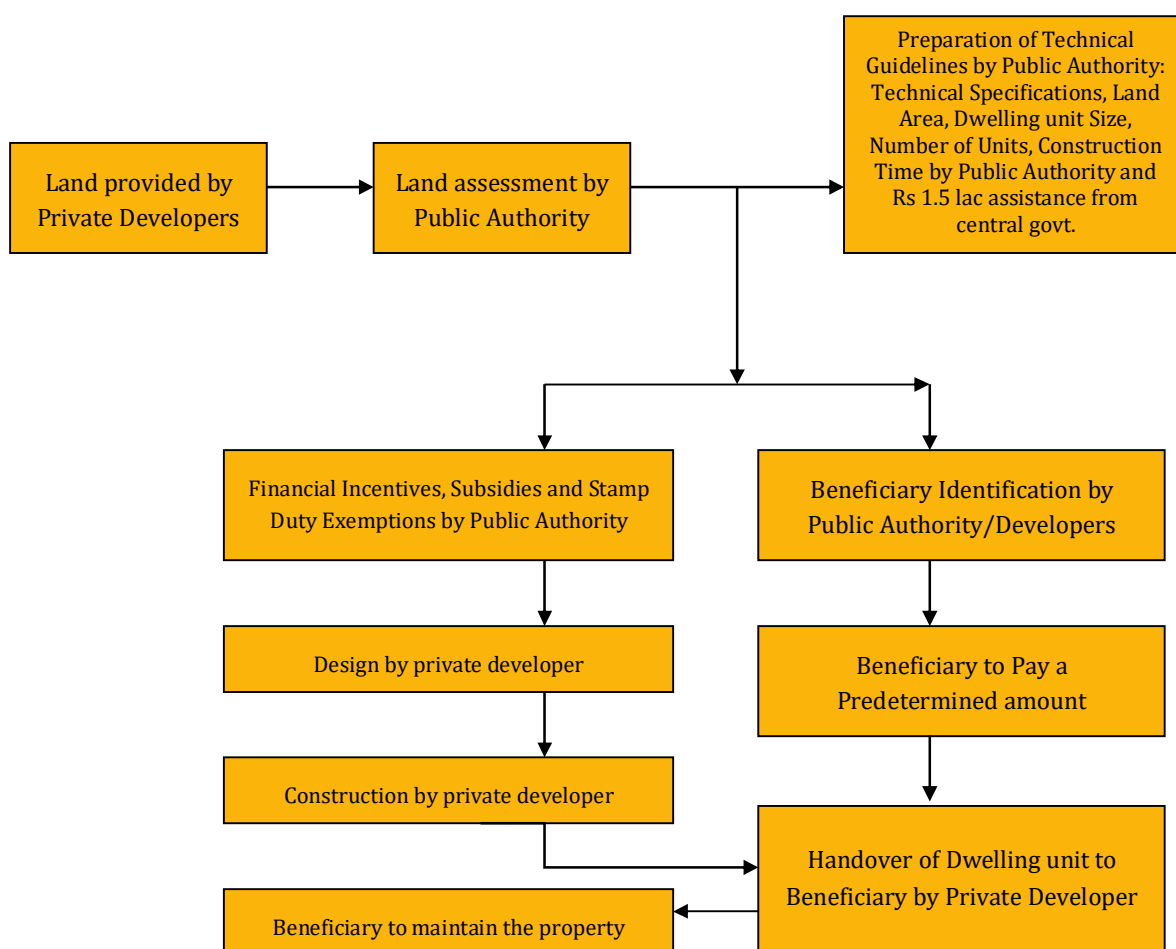 Preparation of Technical
Guidelines by Public Authority:
Technical Specifications, Land
Area, Dwelling unit Size,
Number of Units, Construction
Time by Public Authority and
Rs 1.5 lac assistance from
central govt.
Land provided by
Private Developers
Land assessment by
Public Authority
Financial Incentives, Subsidies and Stamp
Duty Exemptions by Public Authority
Beneficiary Identification by
Public Authority/Developers
Design by private developer
Beneficiary to Pay a
Predetermined amount
Construction by private developer
Handover of Dwelling unit to
Beneficiary by Private Developer
Beneficiary to maintain the property